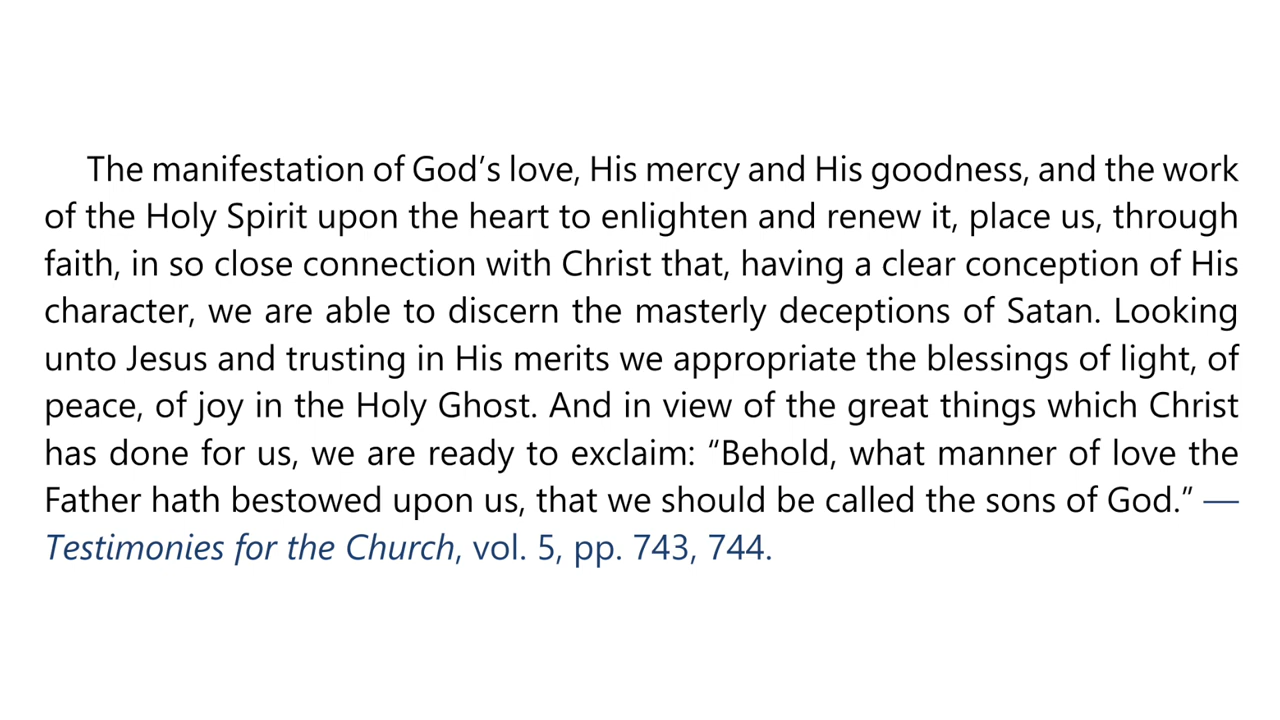 The manifestation of God’s love, His mercy and His goodness, and the work
of the Holy Spirit upon the heart to enlighten and renew it, place us, through
faith, in so close connection with Christ that, having a clear conception of His
character, we are able to discern the masterly deceptions of Satan. Looking
unto Jesus and trusting in His merits we appropriate the blessings of light, of
peace, of joy in the Holy Ghost. And in view of the great things which Christ
has done for us, we are ready to exclaim: “Behold, what manner of love the
Father hath bestowed upon us, that we should be called the sons of God.” —
Testimonies for the Church, vol. 5, pp. 743, 744.